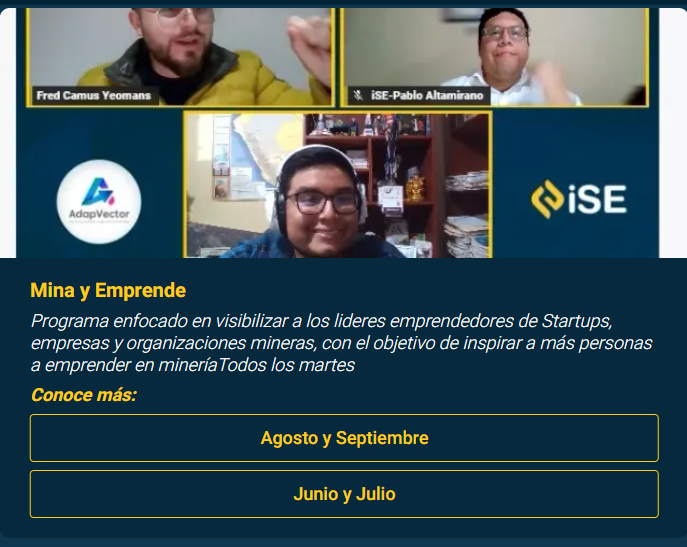 Fred Camus Yeomans
iSE-Pablo Altamirano
AdapVector
iSE
Mina y Emprende
Programa enfocado en visibilizar a los lideres emprendedores de Startups,
empresas y organizaciones mineras, con el objetivo de inspirar a más personas
a emprender en mineríaTodos los martes
Conoce más:
Agosto y Septiembre
Junio y Julio